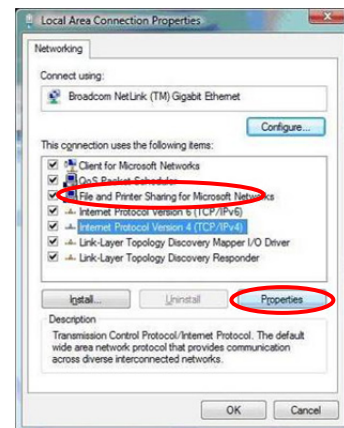 Local Area Connection Properties
Networking
Connect using:
Broadcom NetLink (TM) Gigabit Ethernet
Configure...
This connection uses the following items:
Client for Microsoft Networks
QoS Packet Scheduler
File and Printer Sharing for Microsoft Networks
Internet Protocol Version 6 (TCP/IPv6)
Internet Protocol Version 4 (TCP/IPv4)
Link-Layer Topology Discovery Mapper I/O Driver
Link-Layer Topology Discovery Responder
Install...
Uninstall
Properties
Description
Transmission Control Protocol/Internet Protocol. The default
wide area network protocol that provides communication
across diverse interconnected networks.
OK
Cancel